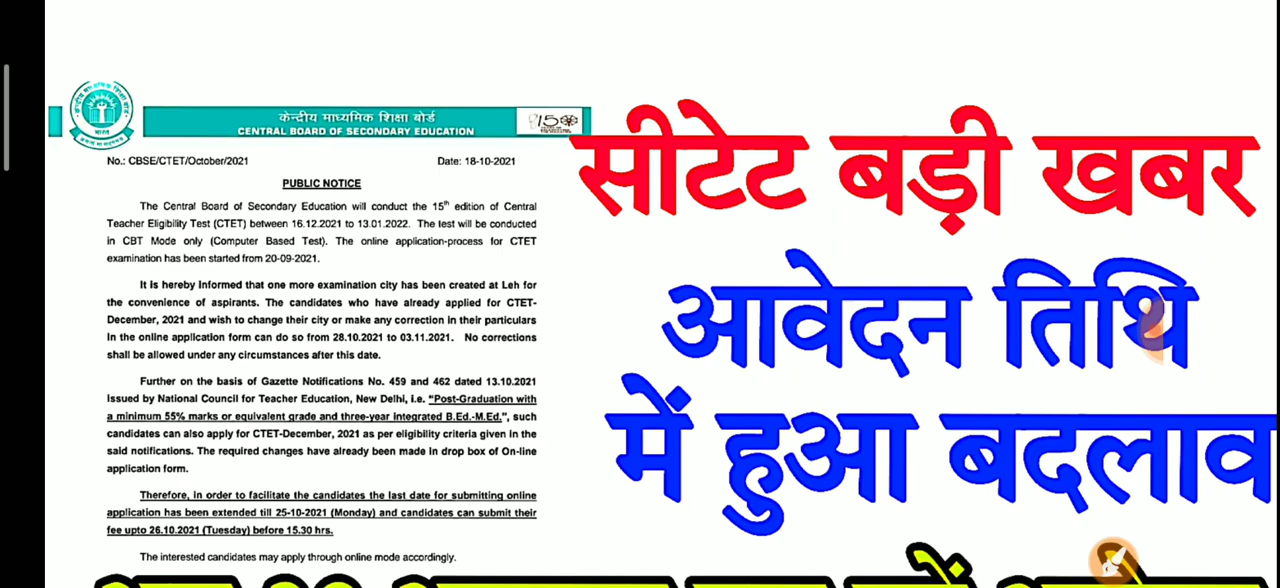 केन्द्रीय माध्यमिक शिक्षा बोर्ड
CENTRAL BOARD OF SECONDARY EDUCATION
No.: CBSE/CTET/October/2021 Date: 18-10-2021
PUBLIC NOTICE
The Central Board of Secondary Education will conduct the 15th edition of Central
Teacher Eligibility Test (CTET) between 16.12.2021 to 13.01.2022. The test will be conducted
in CBT Mode only (Computer Based Test). The online application-process for CTET
examination has been started from 20-09-2021.
It is hereby informed that one more examination city has been created at Leh for
the convenience of aspirants. The candidates who have already applied for CTET-
December, 2021 and wish to change their city or make any correction in their particulars
in the online application form can do so from 28.10.2021 to 03.11.2021. No corrections
shall be allowed under any circumstances after this date.
Further on the basis of Gazette Notifications No. 459 and 462 dated 13.10.2021
issued by National Council for Teacher Education, New Delhi, i.e. "Post-Graduation with
a minimum 55% marks or equivalent grade and three-year integrated B.Ed.-M.Ed.", such
candidates can also apply for CTET-December, 2021 as per eligibility criteria given in the
said notifications. The required changes have already been made in drop box of On-line
application form.
Therefore, in order to facilitate the candidates the last date for submitting online
application has been extended till 25-10-2021 (Monday) and candidates can submit their
fee upto 26.10.2021 (Tuesday) before 15.30 hrs.
The interested candidates may apply through online mode accordingly.
सीटेट बड़ी खबर
आवेदन तिथि
में हुआ बदलाव